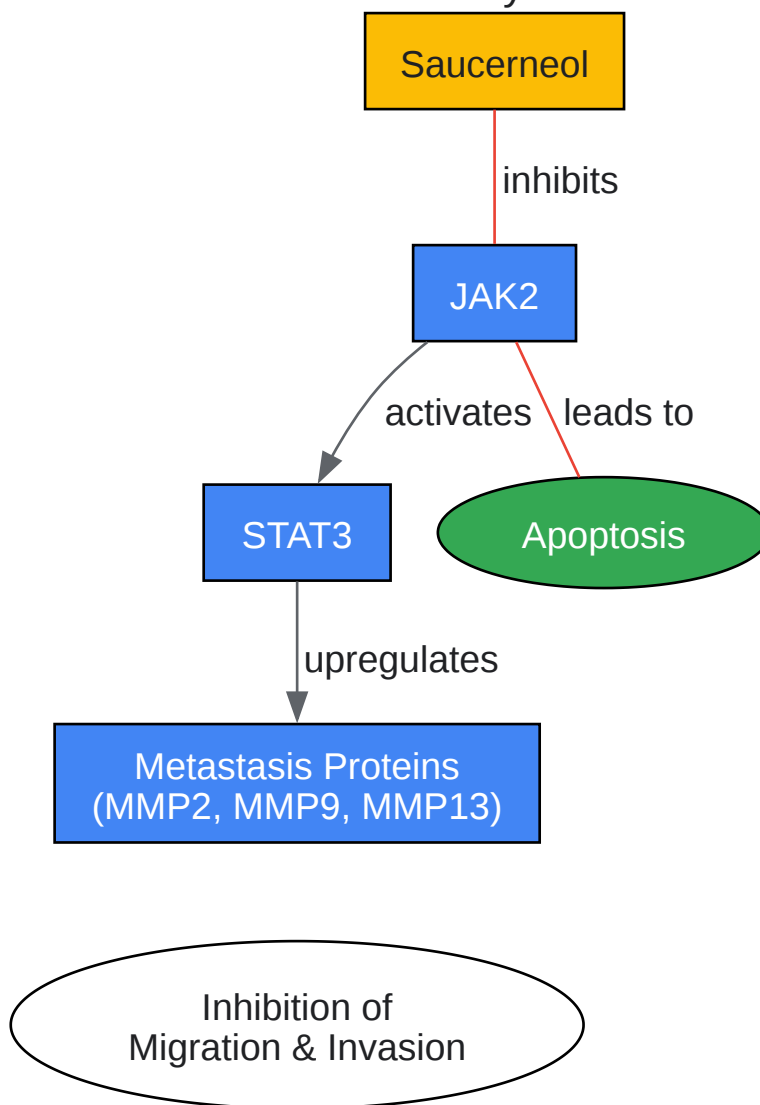 Saucerneol
inhibits
JAK2
activates
leads to
STAT3
Apoptosis
upregulates
Metastasis Proteins
(MMP2, MMP9, MMP13)
Inhibition of
Migration & Invasion